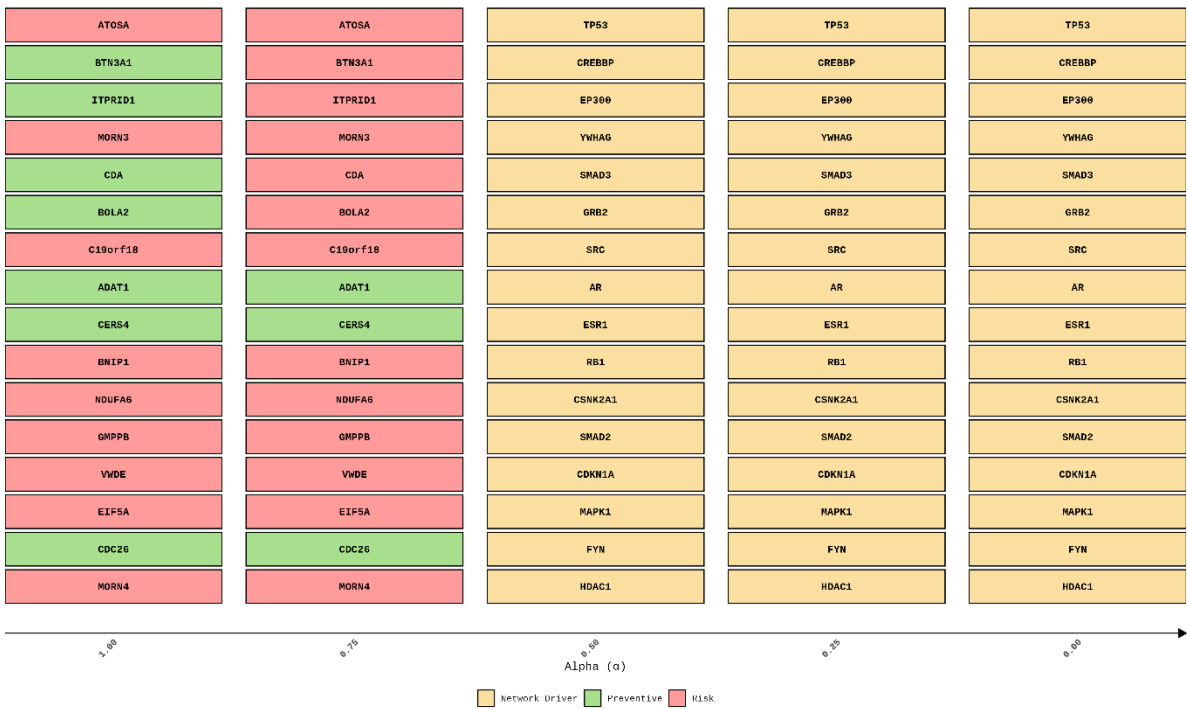 ATOSA ATOSA TP53 TP53 TP53
BTN3A1 BTN3A1 CREBBP CREBBP CREBBP
ITPRID1 ITPRID1 EP300 EP300 EP300
MORN3 MORN3 YWHAG YWHAG YWHAG
CDA CDA SMAD3 SMAD3 SMAD3
BOLA2 BOLA2 GRB2 GRB2 GRB2
C19orf18 C19orf18 SRC SRC SRC
ADAT1 ADAT1 AR AR AR
CERS4 CERS4 ESR1 ESR1 ESR1
BNIP1 BNIP1 RB1 RB1 RB1
NDUFA6 NDUFA6 CSNK2A1 CSNK2A1 CSNK2A1
GMPPB GMPPB SMAD2 SMAD2 SMAD2
VWDE VWDE CDKN1A CDKN1A CDKN1A
EIF5A EIF5A MAPK1 MAPK1 MAPK1
CDC26 CDC26 FYN FYN FYN
MORN4 MORN4 HDAC1 HDAC1 HDAC1
1.00 0.75 0.50 0.25 0.00
Alpha (α)
Network Driver Preventive Risk